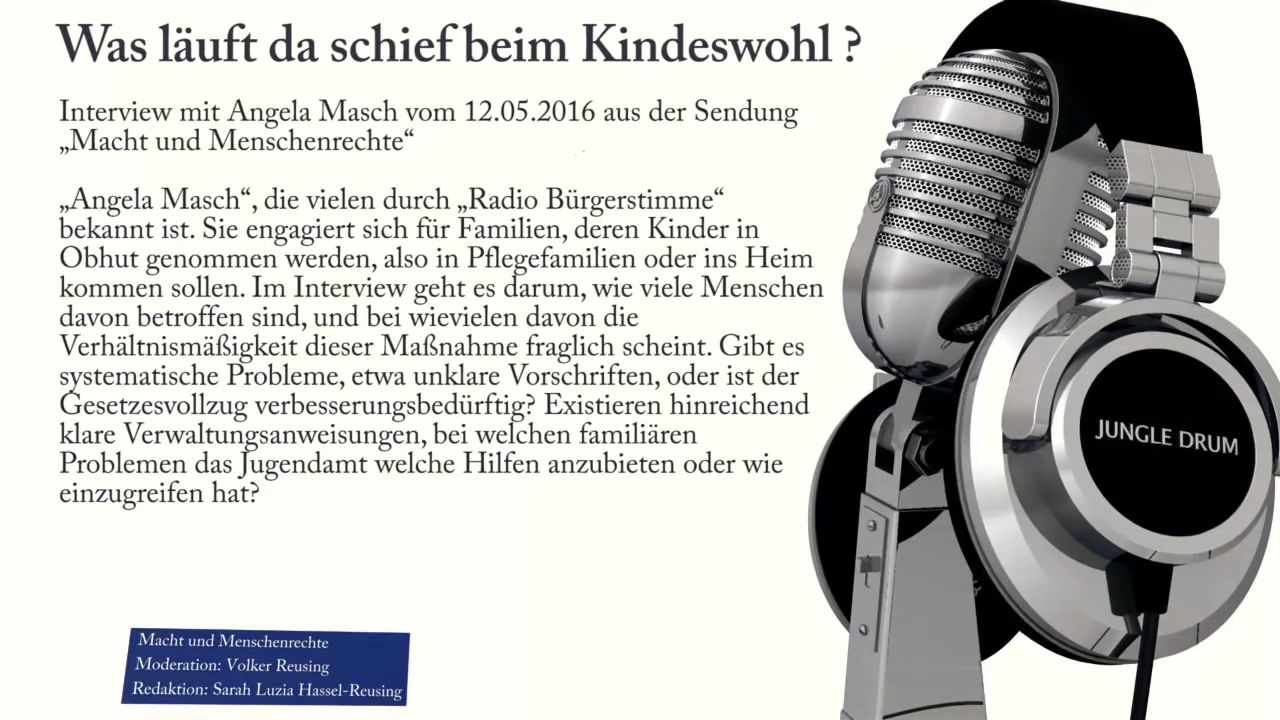 Was läuft da schief beim Kindeswohl ?
Interview mit Angela Masch vom 12.05.2016 aus der Sendung
„Macht und Menschenrechte“
„Angela Masch“, die vielen durch „Radio Bürgerstimme“
bekannt ist. Sie engagiert sich für Familien, deren Kinder in
Obhut genommen werden, also in Pflegefamilien oder ins Heim
kommen sollen. Im Interview geht es darum, wie viele Menschen
davon betroffen sind, und bei wievielen davon die
Verhältnismäßigkeit dieser Maßnahme fraglich scheint. Gibt es
systematische Probleme, etwa unklare Vorschriften, oder ist der
Gesetzesvollzug verbesserungsbedürftig? Existieren hinreichend
klare Verwaltungsanweisungen, bei welchen familiären
Problemen das Jugendamt welche Hilfen anzubieten oder wie
einzugreifen hat?
JUNGLE DRUM
Macht und Menschenrechte
Moderation: Volker Reusing
Redaktion: Sarah Luzia Hassel-Reusing